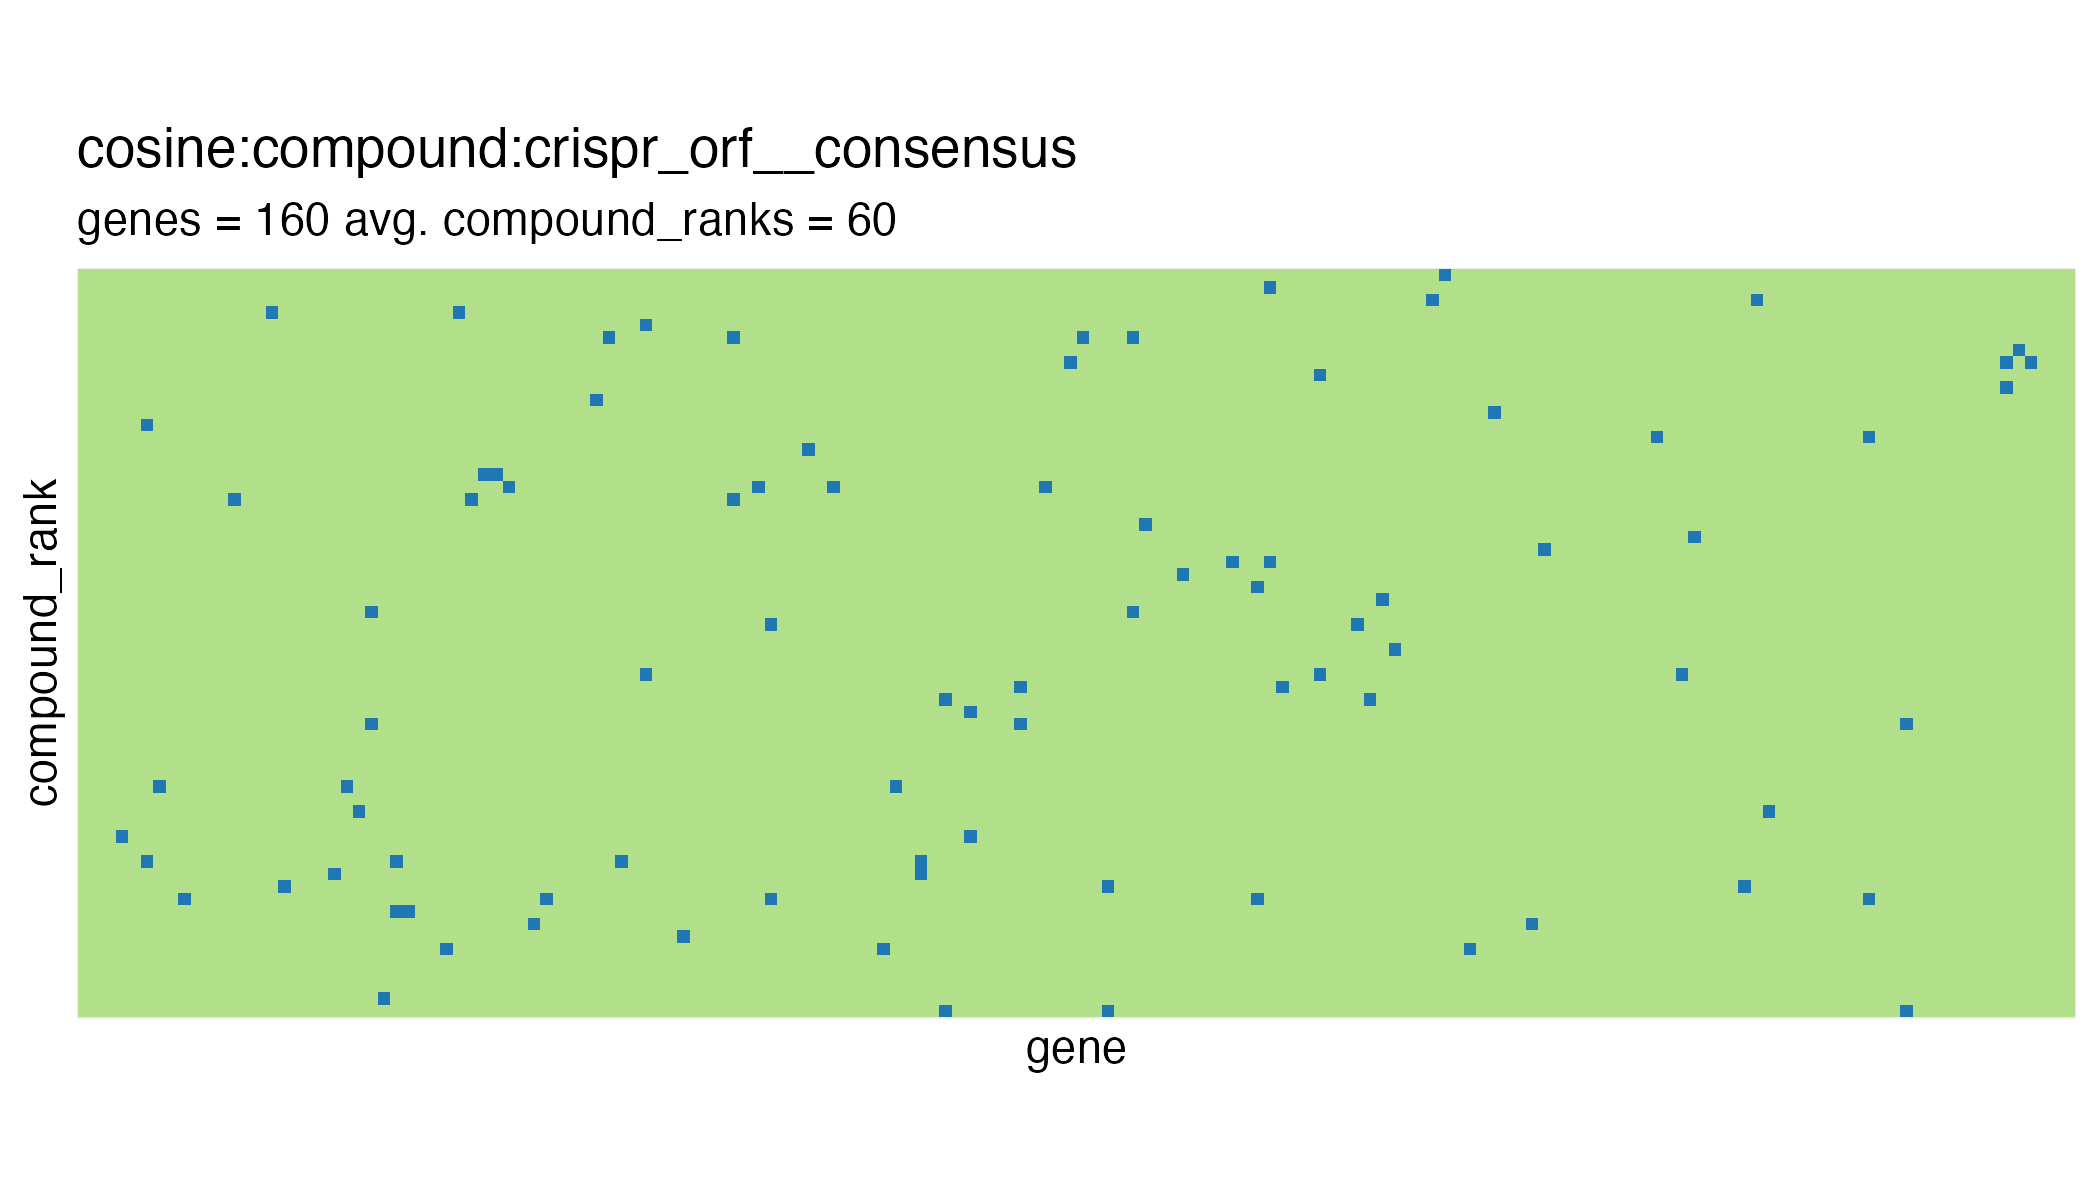 cosine:compound:crispr_orf__consensus
genes = 160 avg. compound_ranks = 60
compound_rank
gene